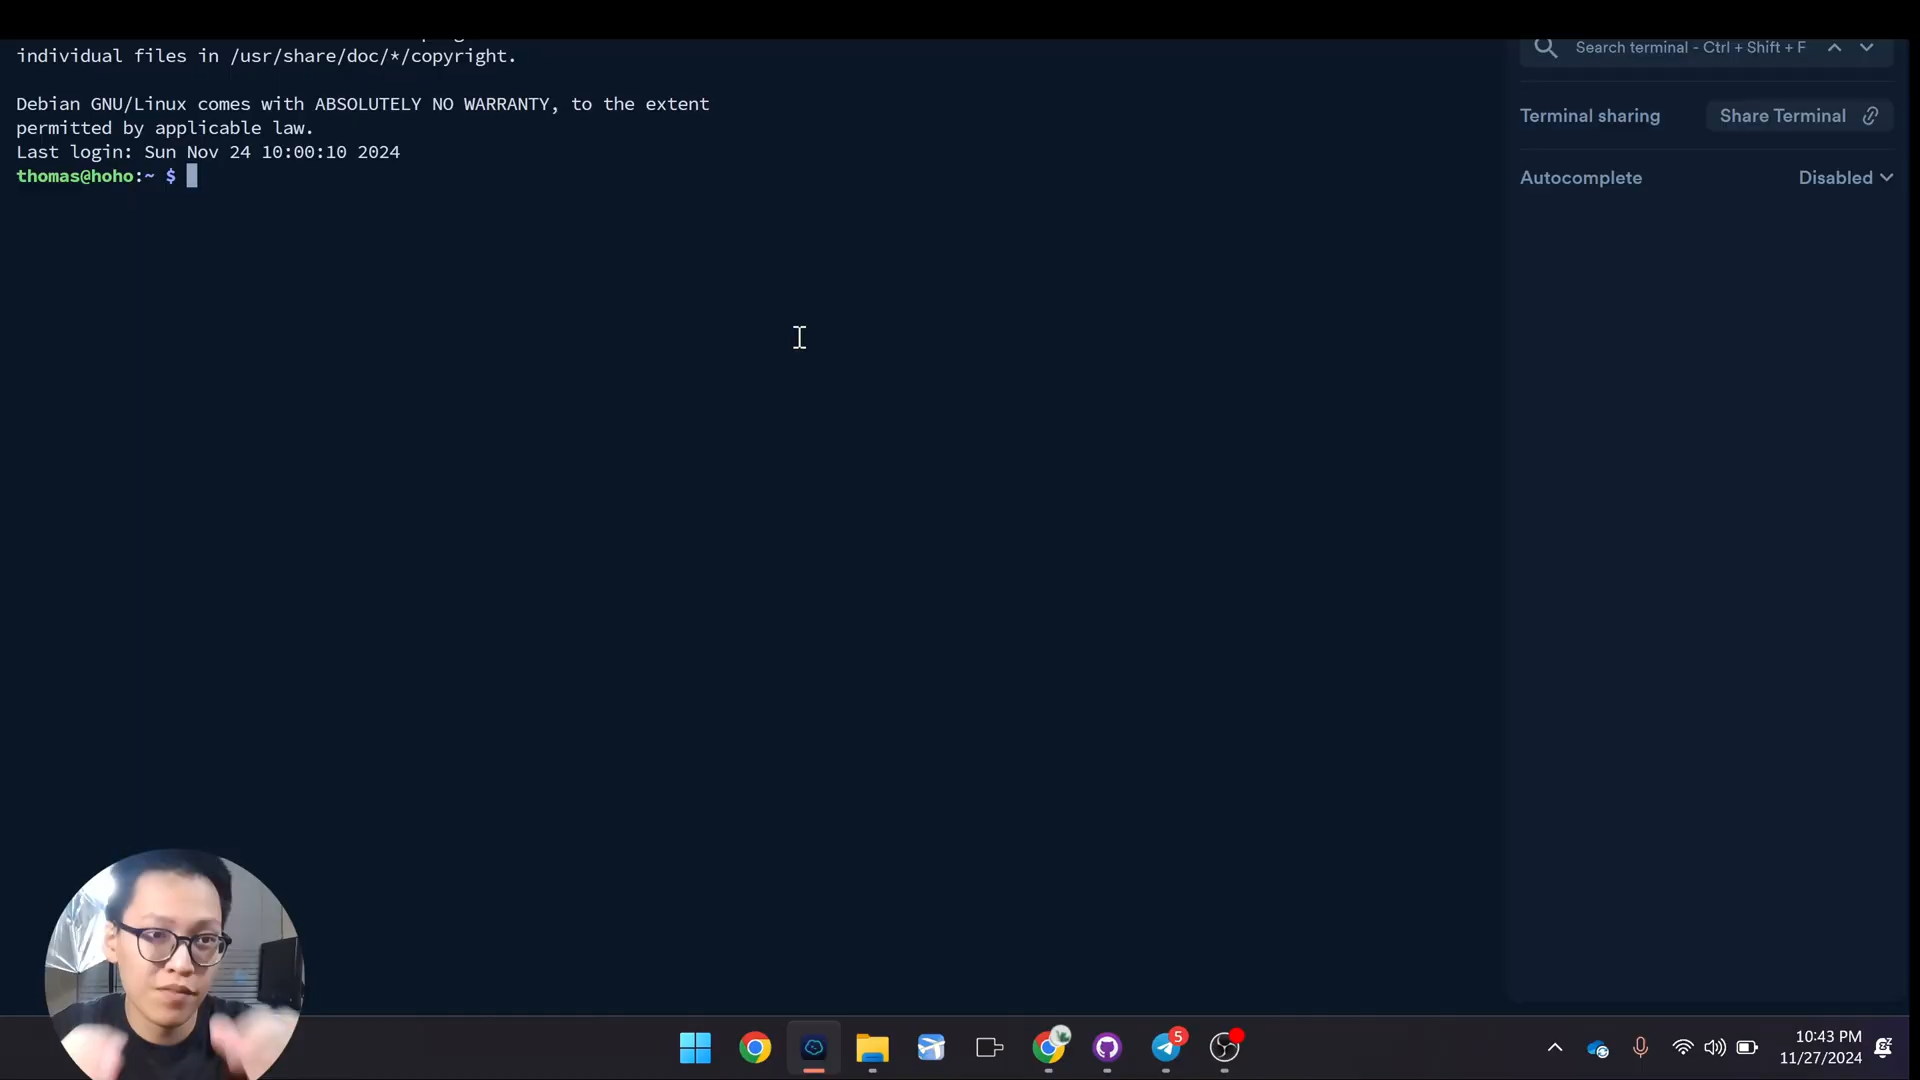 individual files in /usr/share/doc/*/copyright.
Debian GNU/Linux comes with ABSOLUTELY NO WARRANTY, to the extent
permitted by applicable law.
Last login: Sun Nov 24 10:00:10 2024
thomas@hoho:~ $
Search terminal - Ctrl + Shift + F
Terminal sharing
Share Terminal
Autocomplete
Disabled
5
10:43 PM
11/27/2024